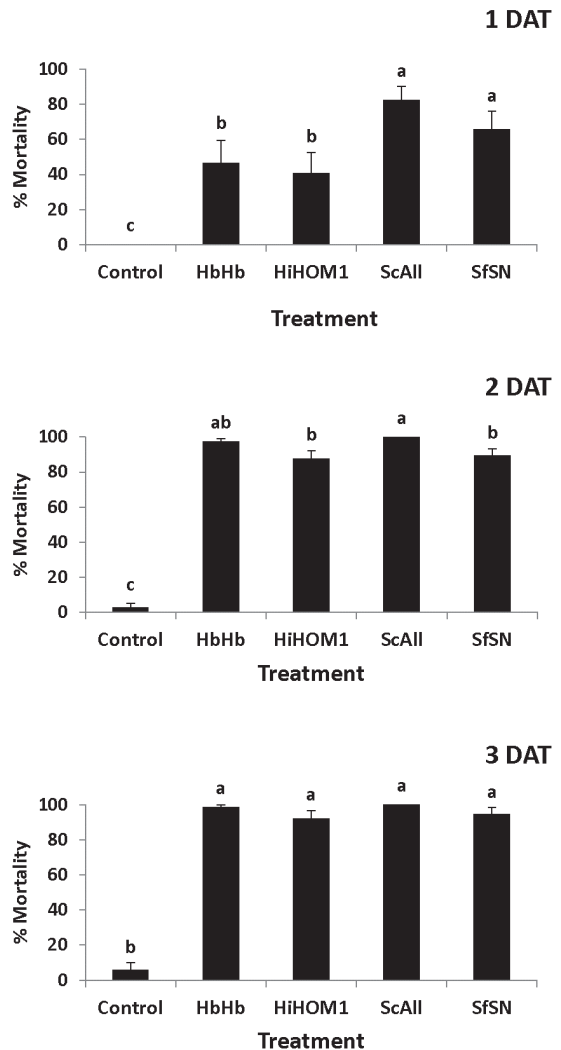 1 DAT
100
80
60
40
20
0
% Mortality
c
b
b
a
a
Control HbHb HiHOM1 ScAll SfSN
Treatment
2 DAT
100
80
60
40
20
0
% Mortality
c
ab
b
a
b
Control HbHb HiHOM1 ScAll SfSN
Treatment
3 DAT
100
80
60
40
20
0
% Mortality
b
a
a
a
a
Control HbHb HiHOM1 ScAll SfSN
Treatment